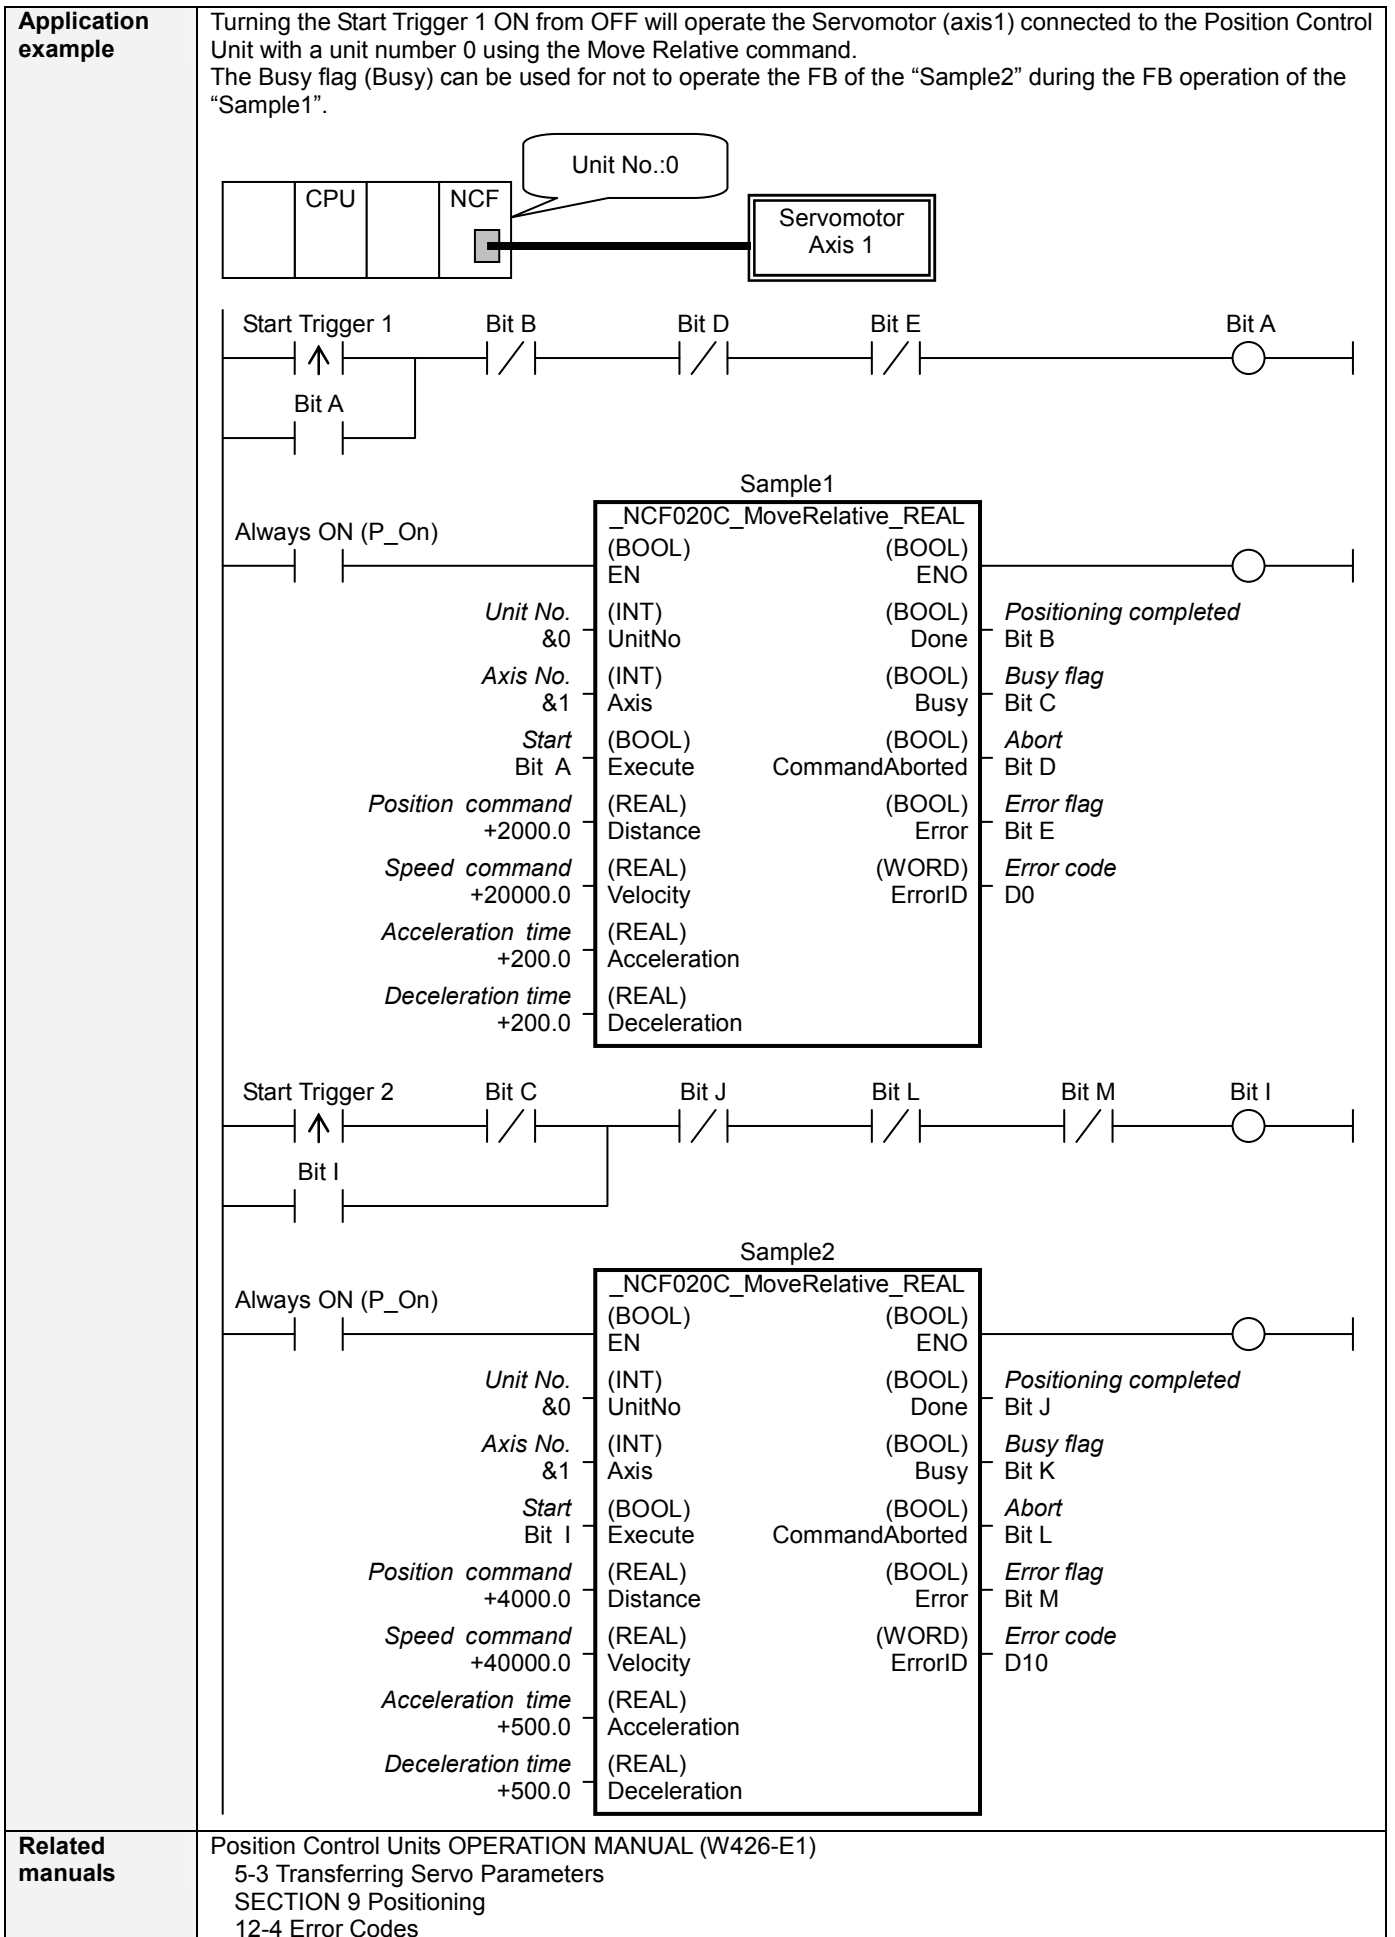 Application example
Turning the Start Trigger 1 ON from OFF will operate the Servomotor (axis1) connected to the Position Control
Unit with a unit number 0 using the Move Relative command.
The Busy flag (Busy) can be used for not to operate the FB of the “Sample2” during the FB operation of the
“Sample1”.
Unit No.:0
CPU NCF
Servomotor
Axis 1
Start Trigger 1 Bit B Bit D Bit E Bit A
Bit A
Sample1
_NCF020C_MoveRelative_REAL
Always ON (P_On)
(BOOL) (BOOL)
EN ENO
Unit No. (INT) (BOOL) Positioning completed
&0 UnitNo Done Bit B
Axis No. (INT) (BOOL) Busy flag
&1 Axis Busy Bit C
Start (BOOL) (BOOL) Abort
Bit A Execute CommandAborted Bit D
Position command (REAL) (BOOL) Error flag
+2000.0 Distance Error Bit E
Speed command (REAL) (WORD) Error code
+20000.0 Velocity ErrorID D0
Acceleration time (REAL)
+200.0 Acceleration
Deceleration time (REAL)
+200.0 Deceleration
Start Trigger 2 Bit C Bit J Bit L Bit M Bit I
Bit I
Sample2
_NCF020C_MoveRelative_REAL
Always ON (P_On)
(BOOL) (BOOL)
EN ENO
Unit No. (INT) (BOOL) Positioning completed
&0 UnitNo Done Bit J
Axis No. (INT) (BOOL) Busy flag
&1 Axis Busy Bit K
Start (BOOL) (BOOL) Abort
Bit I Execute CommandAborted Bit L
Position command (REAL) (BOOL) Error flag
+4000.0 Distance Error Bit M
Speed command (REAL) (WORD) Error code
+40000.0 Velocity ErrorID D10
Acceleration time (REAL)
+500.0 Acceleration
Deceleration time (REAL)
+500.0 Deceleration
Related manuals
Position Control Units OPERATION MANUAL (W426-E1)
5-3 Transferring Servo Parameters
SECTION 9 Positioning
12-4 Error Codes